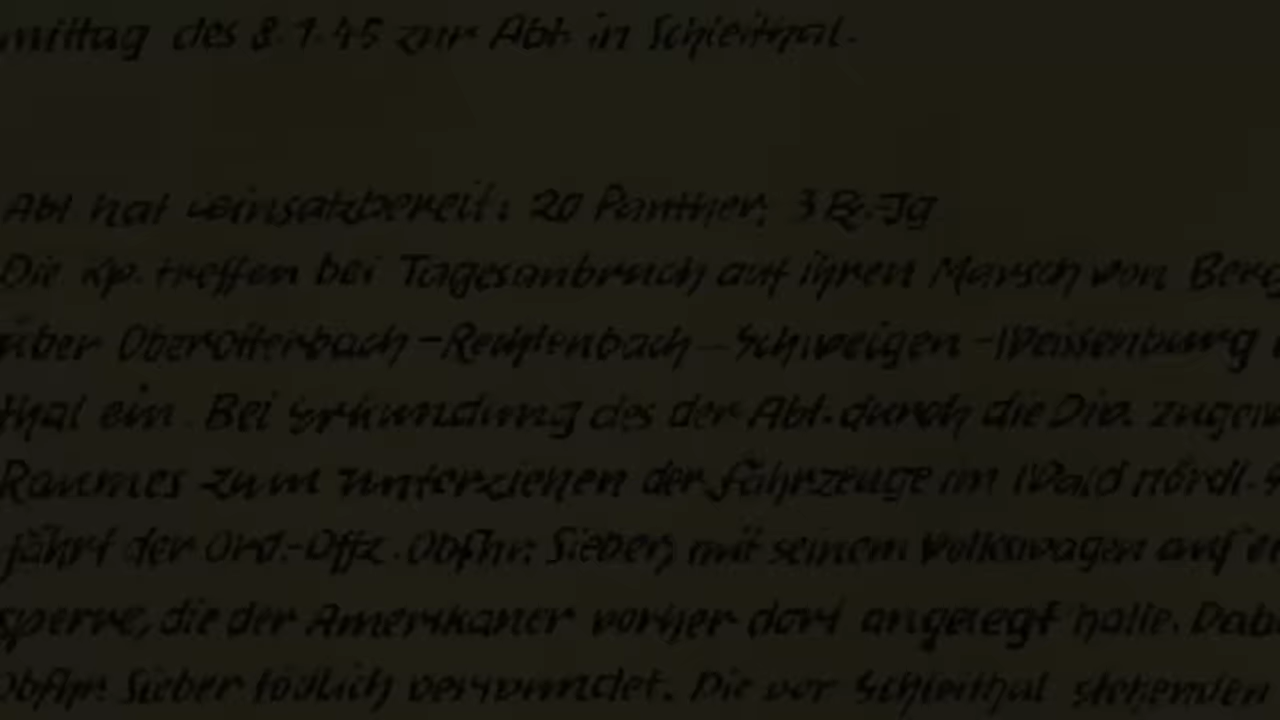 mittag des 8.1.45 zur Abt. in Schleithal.
Abt. hat einsatzbereit: 20 Panther, 3 Bg.-Jg
Die Kp. treffen bei Tagesanbruch auf ihren Marsch von Berg
über Oberotterbach - Rechtenbach - Schweigen - Weissenburg
thal ein. Bei Erkundung des der Abt. durch die Div. zugew
Raumes zum unterziehen der Fahrzeuge im Wald nördl.
fährt der Ord.-Offz. Obfhr. Sieber, mit seinem Volkswagen auf
sperre, die der Amerikaner vorher dort angelegt hatte. Dab
Obfhr. Sieber tödlich verwundet. Die vor Schleithal stehenden